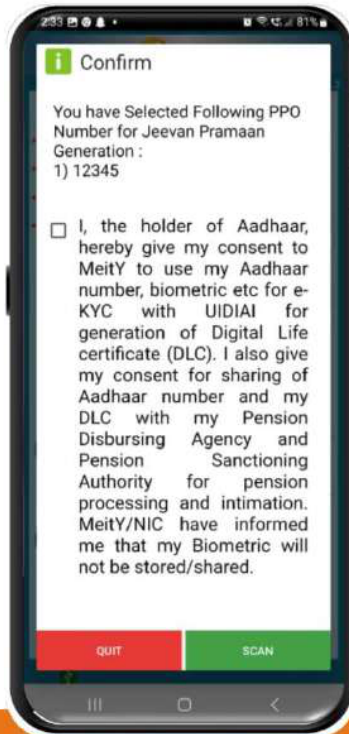 2:33
81%
i Confirm
You have Selected Following PPO
Number for Jeevan Pramaan
Generation :
1) 12345
I, the holder of Aadhaar,
hereby give my consent to
MeitY to use my Aadhaar
number, biometric etc for e-
KYC with UIDIAI for
generation of Digital Life
certificate (DLC). I also give
my consent for sharing of
Aadhaar number and my
DLC with my Pension
Disbursing Agency and
Pension Sanctioning
Authority for pension
processing and intimation.
MeitY/NIC have informed
me that my Biometric will
not be stored/shared.
QUIT SCAN